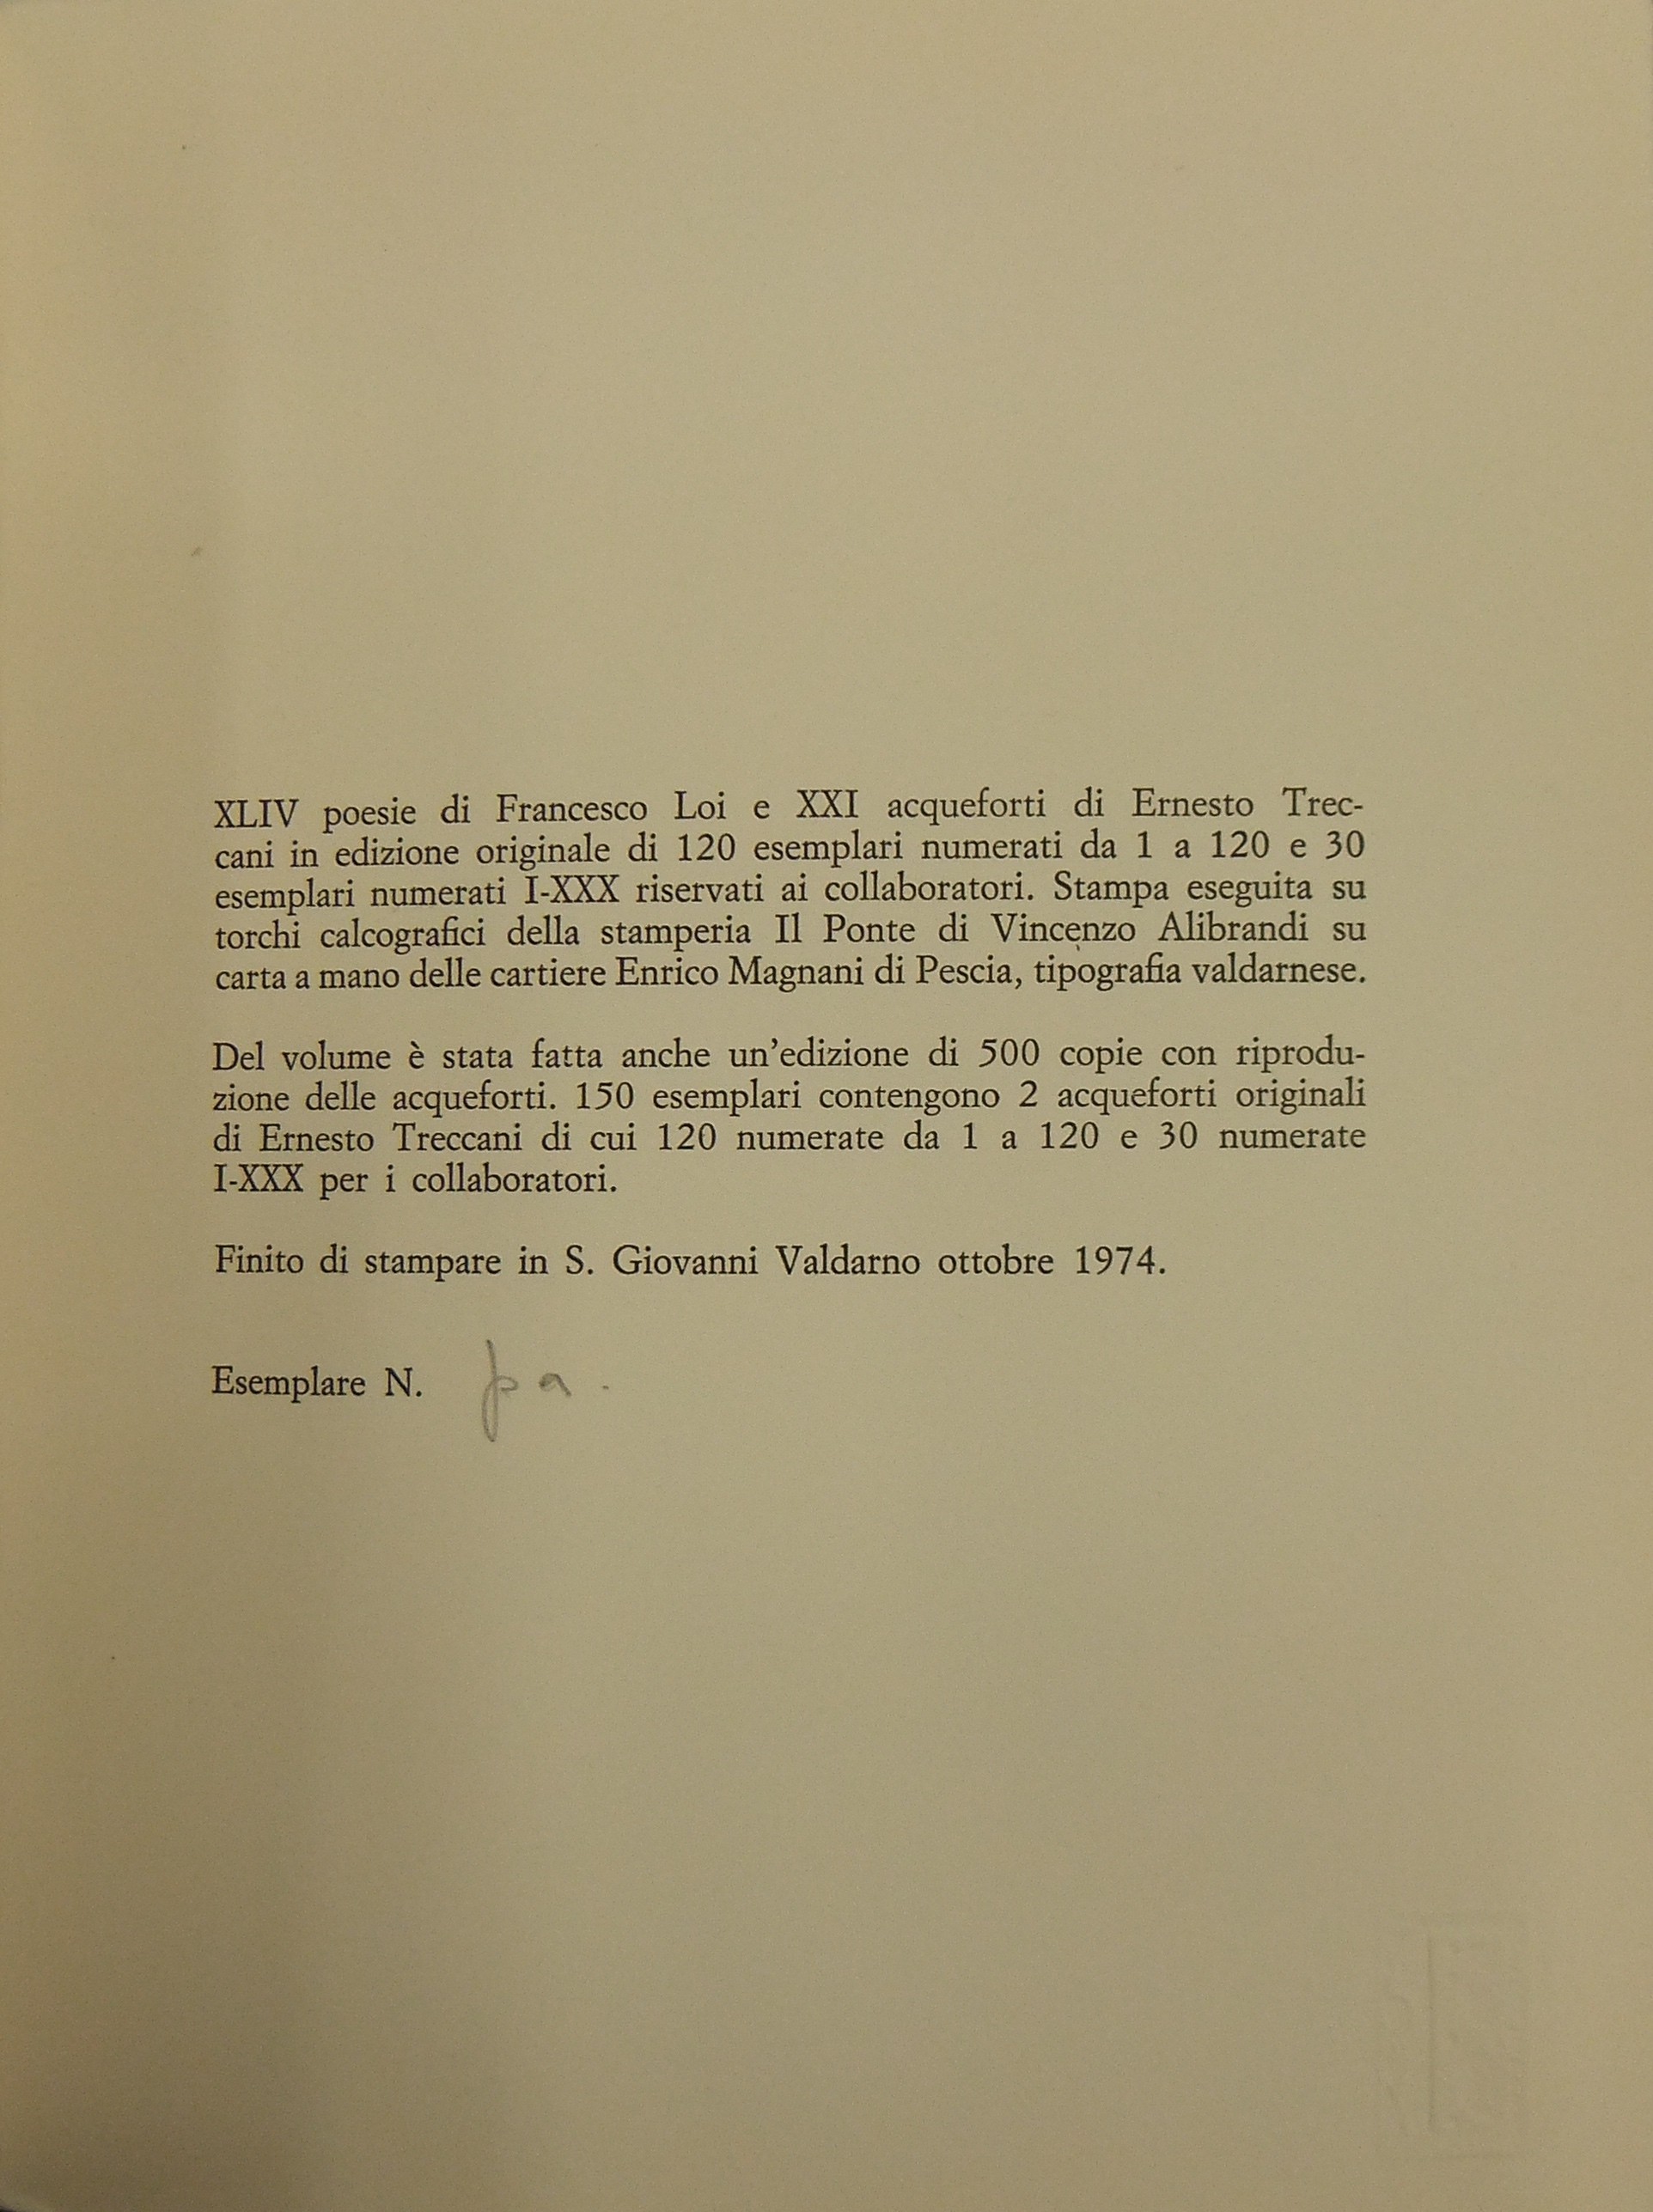 XLIV poesie di Francesco Loi e XXI acqueforti di Ernesto Trec-
cani in edizione originale di 120 esemplari numerati da 1 a 120 e 30
esemplari numerati I-XXX riservati ai collaboratori. Stampa eseguita su
torchi calcografici della stamperia Il Ponte di Vincenzo Alibrandi su
carta a mano delle cartiere Enrico Magnani di Pescia, tipografia valdarnese.
Del volume è stata fatta anche un'edizione di 500 copie con riprodu-
zione delle acqueforti. 150 esemplari contengono 2 acqueforti originali
di Ernesto Treccani di cui 120 numerate da 1 a 120 e 30 numerate
I-XXX per i collaboratori.
Finito di stampare in S. Giovanni Valdarno ottobre 1974.
Esemplare N. pa.